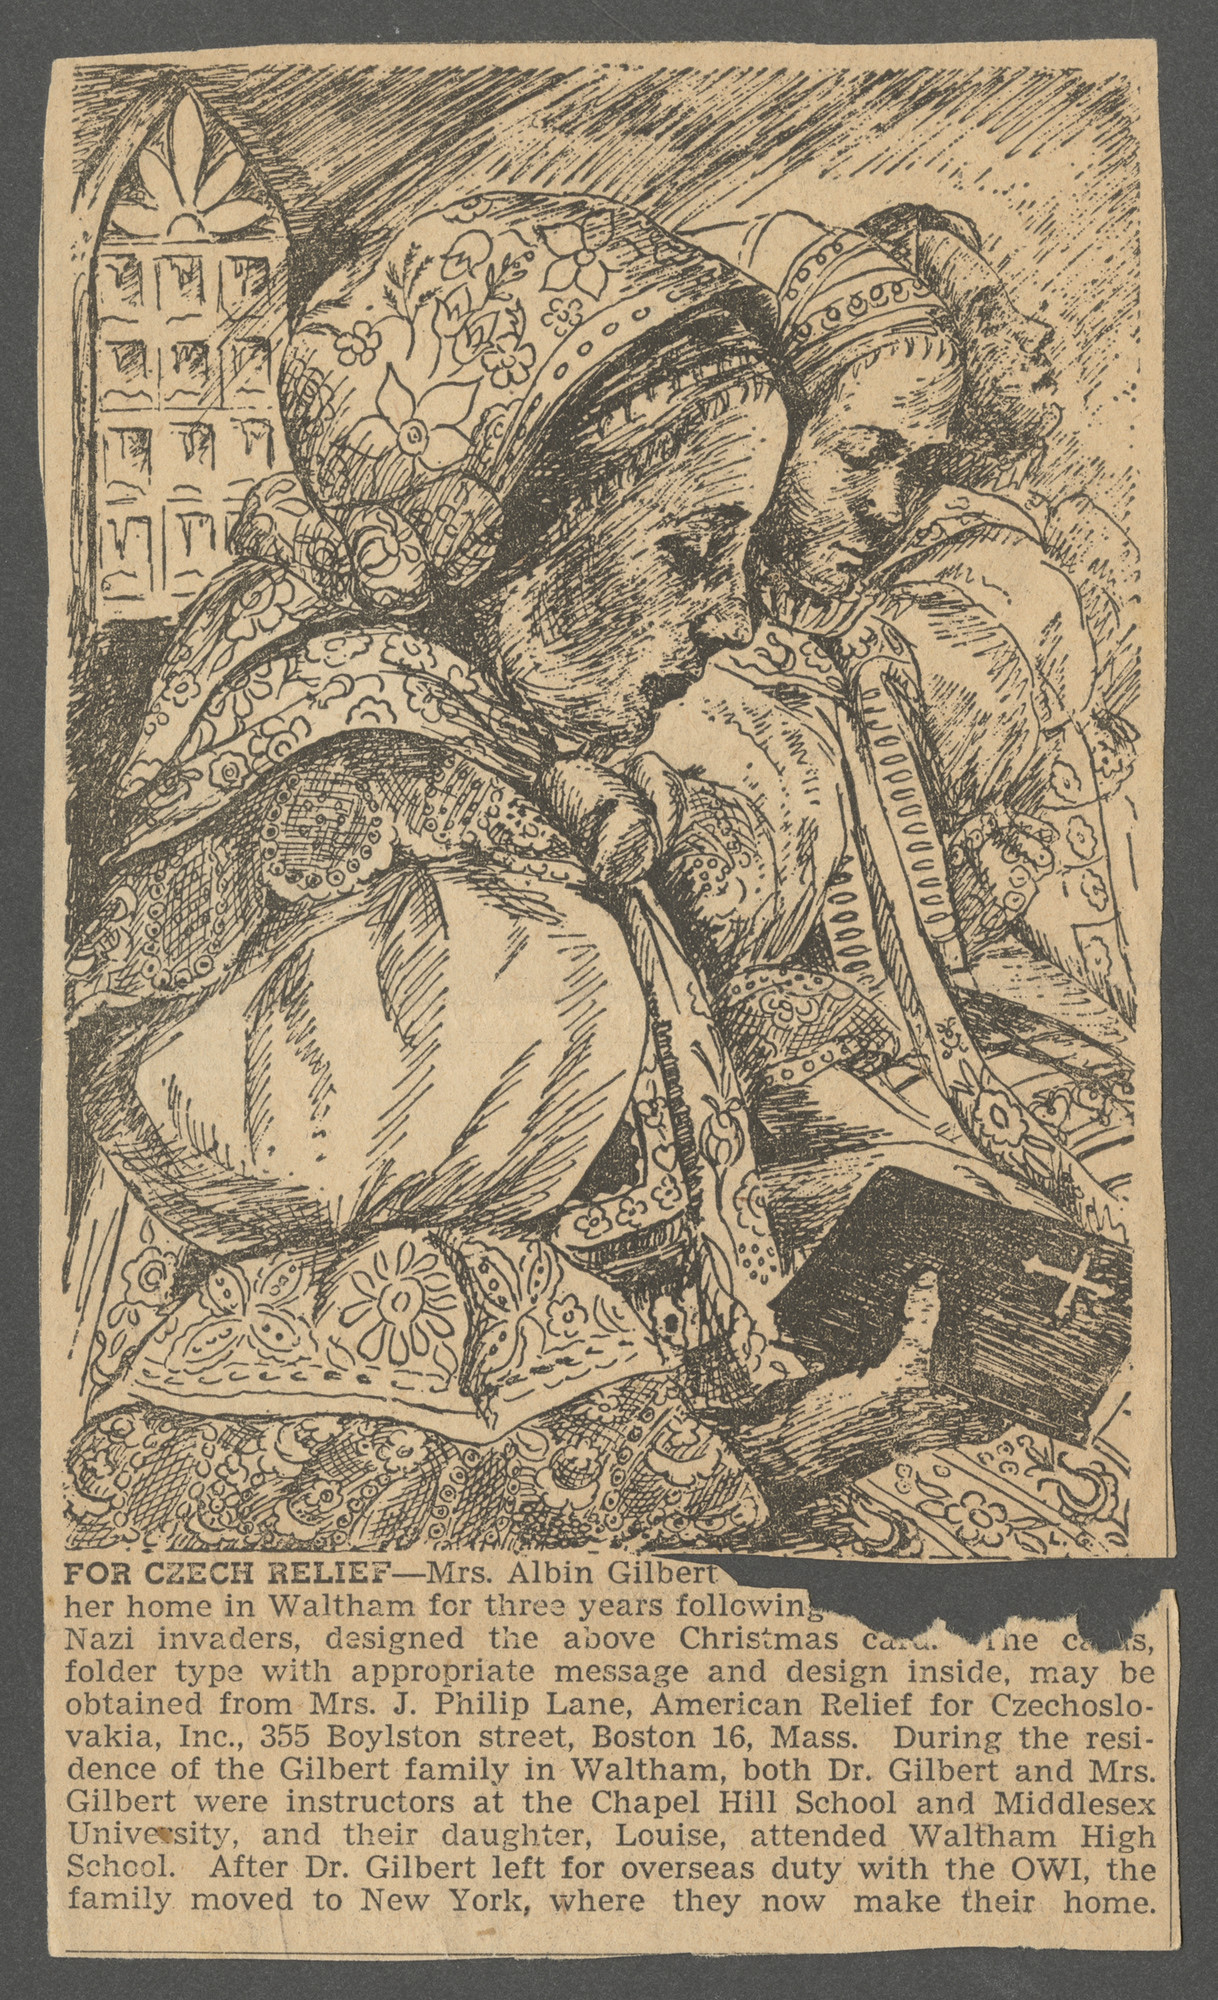 FOR CZECH RELIEF—Mrs. Albin Gilbert
her home in Waltham for three years following
Nazi invaders, designed the above Christmas card. The cards,
folder type with appropriate message and design inside, may be
obtained from Mrs. J. Philip Lane, American Relief for Czechoslo-
vakia, Inc., 355 Boylston street, Boston 16, Mass. During the resi-
dence of the Gilbert family in Waltham, both Dr. Gilbert and Mrs.
Gilbert were instructors at the Chapel Hill School and Middlesex
University, and their daughter, Louise, attended Waltham High
School. After Dr. Gilbert left for overseas duty with the OWI, the
family moved to New York, where they now make their home.